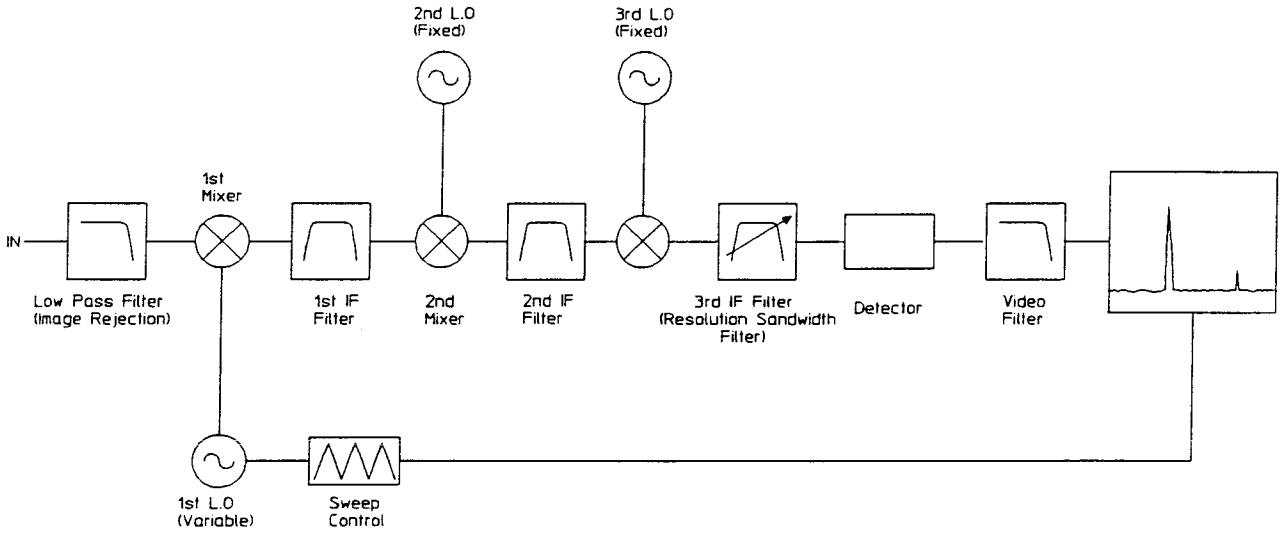 2nd L.O
(Fixed)
3rd L.O
(Fixed)
1st
Mixer
IN
Low Pass Filter
(Image Rejection)
1st IF
Filter
2nd
Mixer
2nd IF
Filter
3rd IF Filter
(Resolution Sandwidth
Filter)
Detector
Video
Filter
1st L.O
(Variable)
Sweep
Control